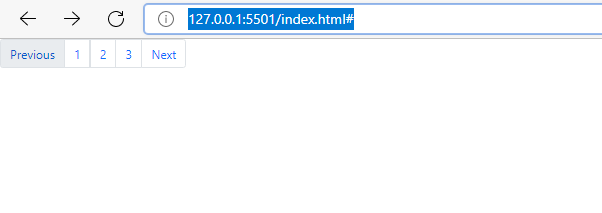 127.0.0.1:5501/index.html#
Previous 1 2 3 Next